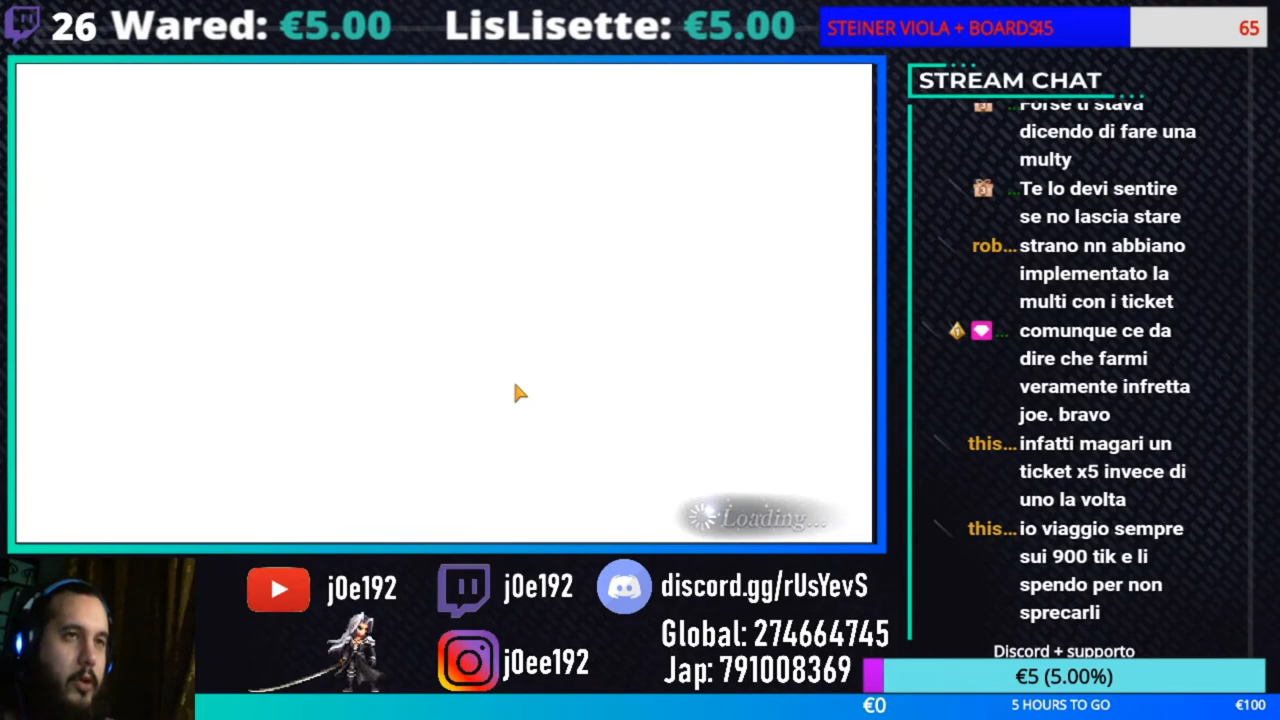 26 Wared: €5.00 LisLisette: €5.00
STEINER VIOLA + BOARDS 45
65
STREAM CHAT
Forse ti stava
dicendo di fare una
multy
Te lo devi sentire
se no lascia stare
rob... strano nn abbiano
implementato la
multi con i ticket
... comunque ce da
dire che farmi
veramente infretta
joe. bravo
this... infatti magari un
ticket x5 invece di
uno la volta
this... io viaggio sempre
sui 900 tik e li
spendo per non
sprecarli
Loading...
j0e192
j0e192
discord.gg/rUsYevS
j0ee192
Global: 274664745
Jap: 791008369
Discord + supporto
€5 (5.00%)
€0
5 HOURS TO GO
€100